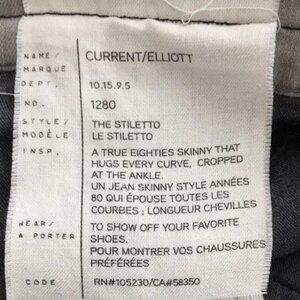 NAME/ CURRENT/ELLIOTT
MARQUE
DEPT. 10.15.9.5
NO. 1280
STYLE/ THE STILETTO
MODÈLE LE STILETTO
INSP. A TRUE EIGHTIES SKINNY THAT
HUGS EVERY CURVE, CROPPED
AT THE ANKLE.
UN JEAN SKINNY STYLE ANNÉES
80 QUI ÉPOUSE TOUTES LES
COURBES ; LONGUEUR CHEVILLES
WEAR/ TO SHOW OFF YOUR FAVORITE
À PORTER SHOES.
POUR MONTRER VOS CHAUSSURES
PRÉFÉRÉES
CODE RN#105230/CA#58350